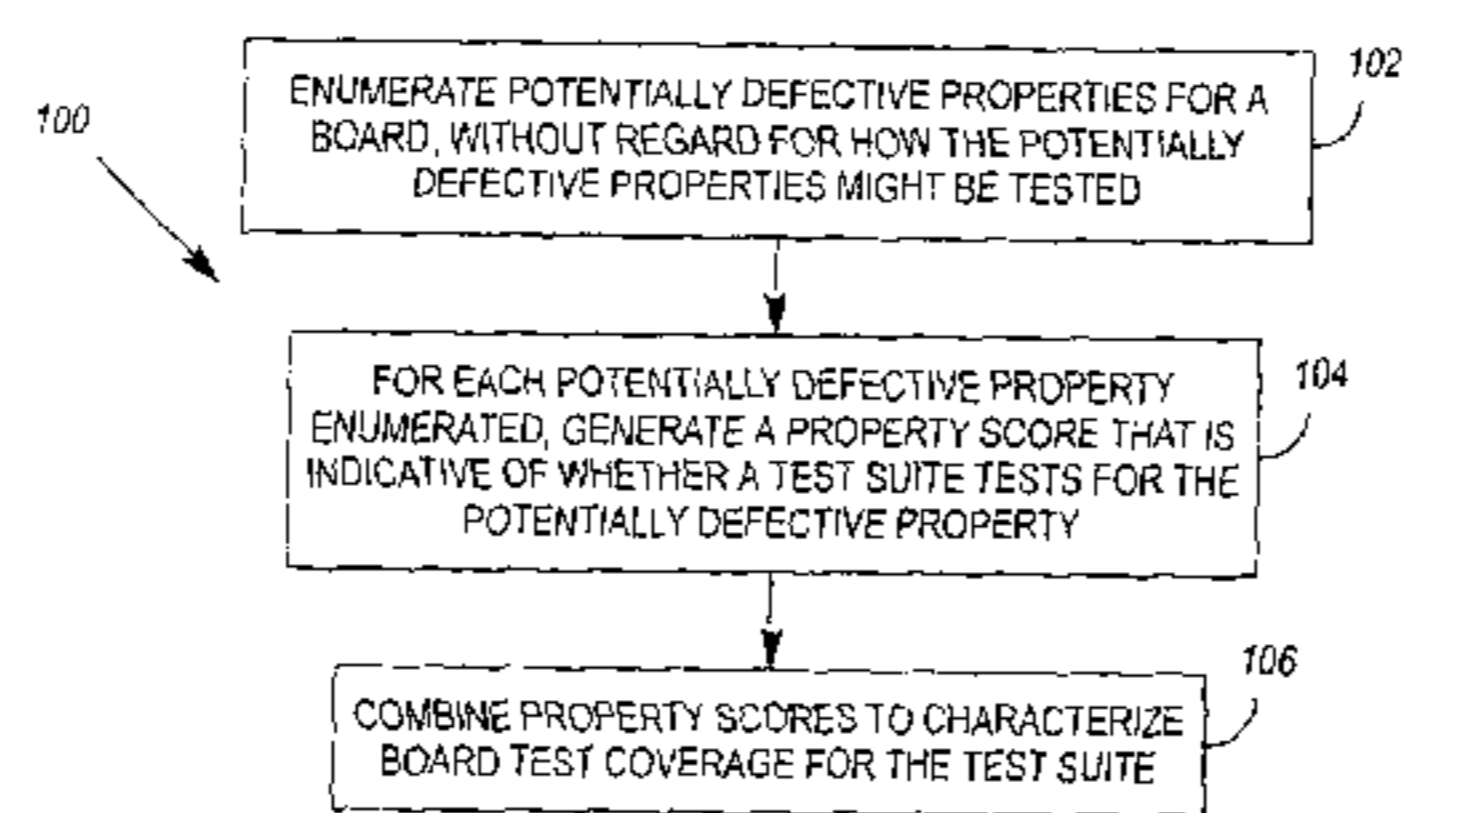 102
ENUMERATE POTENTIALLY DEFECTIVE PROPERTIES FOR A
BOARD, WITHOUT REGARD FOR HOW THE POTENTIALLY
DEFECTIVE PROPERTIES MIGHT BE TESTED
100
104
FOR EACH POTENTIALLY DEFECTIVE PROPERTY
ENUMERATED, GENERATE A PROPERTY SCORE THAT IS
INDICATIVE OF WHETHER A TEST SUITE TESTS FOR THE
POTENTIALLY DEFECTIVE PROPERTY
106
COMBINE PROPERTY SCORES TO CHARACTERIZE
BOARD TEST COVERAGE FOR THE TEST SUITE